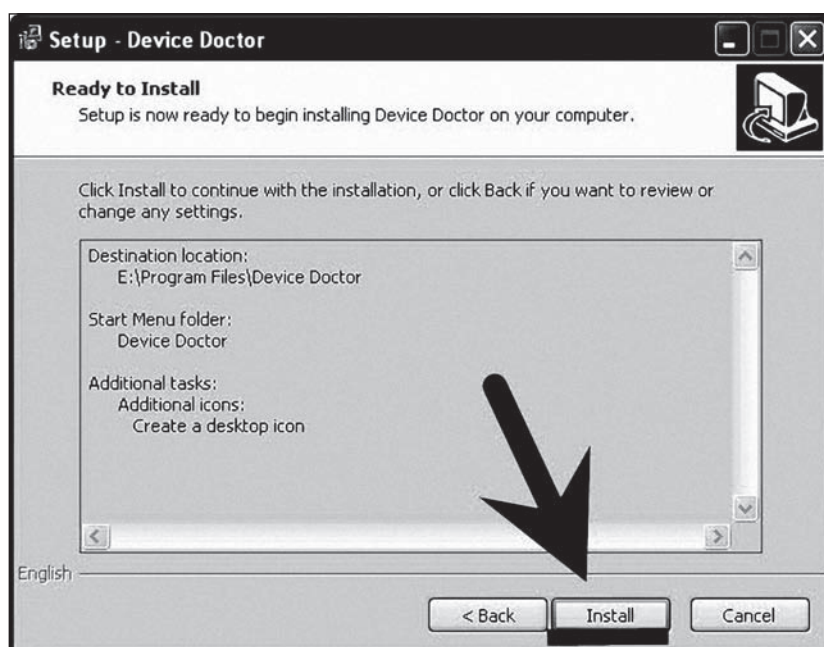 Setup - Device Doctor
Ready to Install
Setup is now ready to begin installing Device Doctor on your computer.
Click Install to continue with the installation, or click Back if you want to review or
change any settings.
Destination location:
E:\Program Files\Device Doctor
Start Menu folder:
Device Doctor
Additional tasks:
Additional icons:
Create a desktop icon
English
< Back Install Cancel